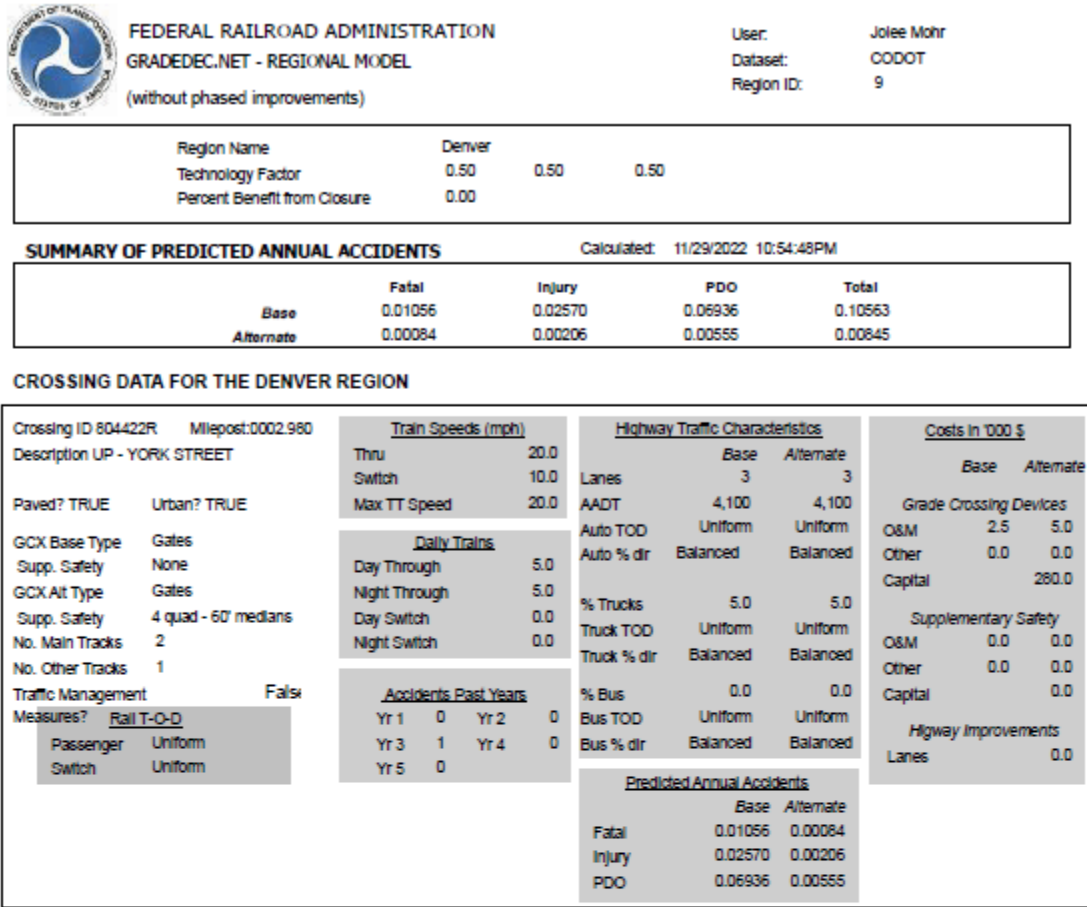 FEDERAL RAILROAD ADMINISTRATION
GRADEDEC.NET - REGIONAL MODEL
(without phased improvements)
User: Jolee Mohr
Dataset: CODOT
Region ID: 9
Region Name Denver
Technology Factor 0.50 0.50 0.50
Percent Benefit from Closure 0.00
SUMMARY OF PREDICTED ANNUAL ACCIDENTS Calculated: 11/29/2022 10:54:48PM
Fatal Injury PDO Total
Base 0.01056 0.02570 0.06936 0.10563
Alternate 0.00084 0.00206 0.00555 0.00845
CROSSING DATA FOR THE DENVER REGION
Crossing ID 804422R Milepost:0002.980
Description UP - YORK STREET
Paved? TRUE Urban? TRUE
GCX Base Type Gates
Supp. Safety None
GCX Alt Type Gates
Supp. Safety 4 quad - 60' medians
No. Main Tracks 2
No. Other Tracks 1
Traffic Management False
Measures? Rail T-O-D
Passenger Uniform
Switch Uniform
Train Speeds (mph)
Thru 20.0
Switch 10.0
Max TT Speed 20.0
Daily Trains
Day Through 5.0
Night Through 5.0
Day Switch 0.0
Night Switch 0.0
Accidents Past Years
Yr 1 0 Yr 2 0
Yr 3 1 Yr 4 0
Yr 5 0
Highway Traffic Characteristics
Base Alternate
Lanes 3 3
AADT 4,100 4,100
Auto TOD Uniform Uniform
Auto % dir Balanced Balanced
% Trucks 5.0 5.0
Truck TOD Uniform Uniform
Truck % dir Balanced Balanced
% Bus 0.0 0.0
Bus TOD Uniform Uniform
Bus % dir Balanced Balanced
Predicted Annual Accidents
Base Alternate
Fatal 0.01056 0.00084
Injury 0.02570 0.00206
PDO 0.06936 0.00555
Costs in '000 $
Base Alternate
Grade Crossing Devices
O&M 2.5 5.0
Other 0.0 0.0
Capital 280.0
Supplementary Safety
O&M 0.0 0.0
Other 0.0 0.0
Capital 0.0
Higway Improvements
Lanes 0.0